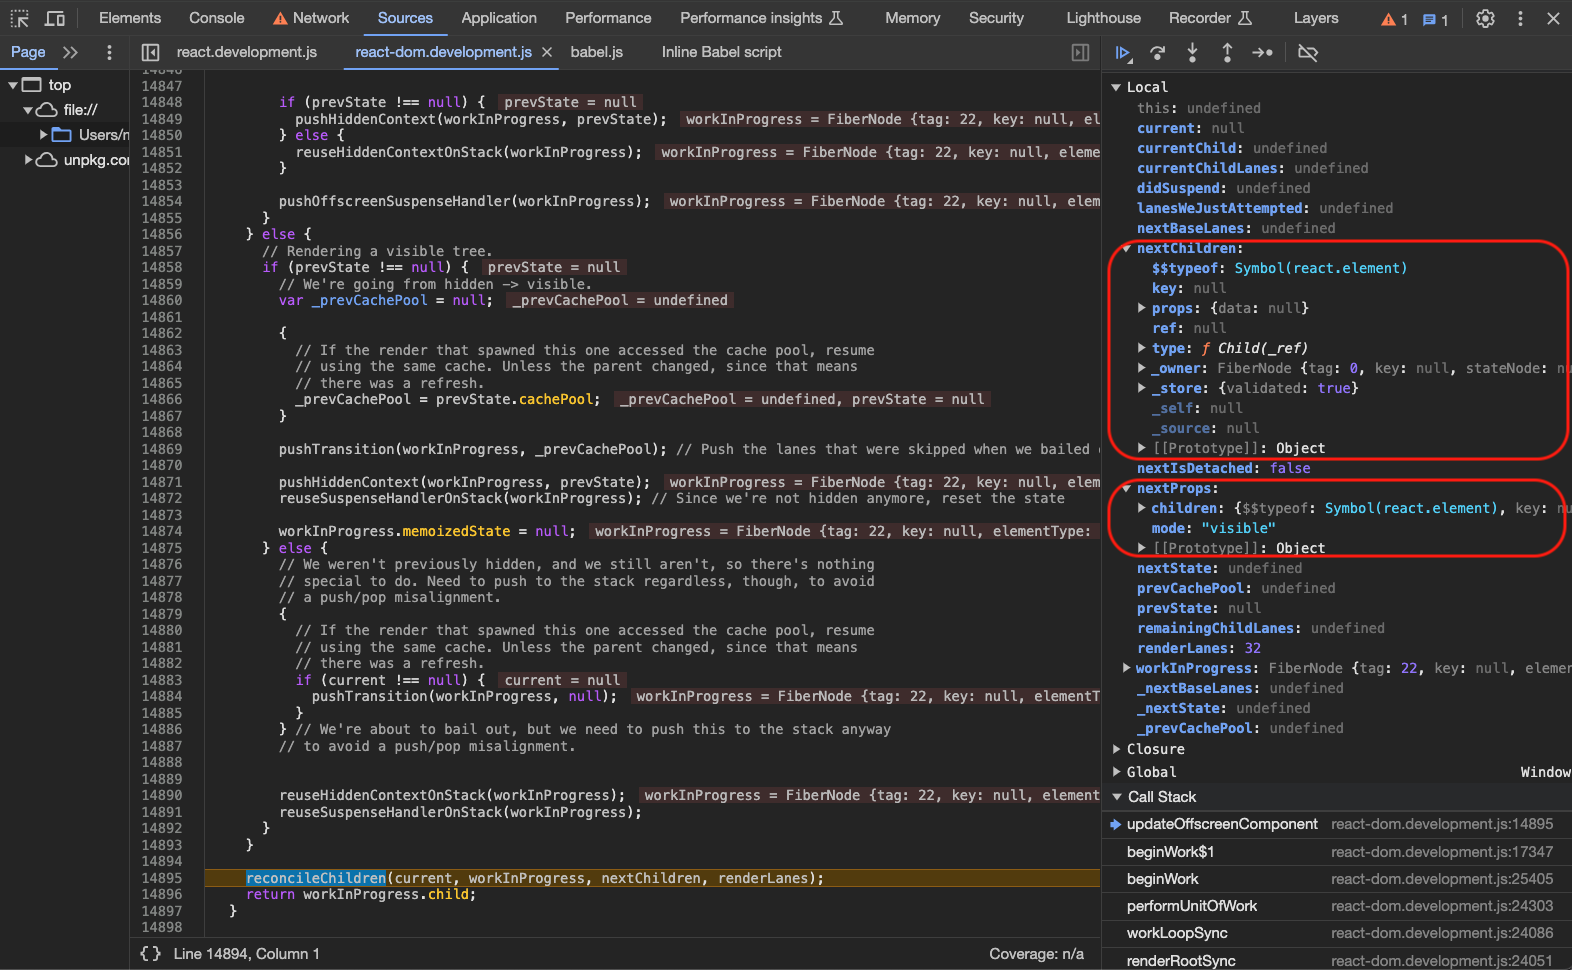 Elements Console Network Sources Application Performance Performance insights Memory Security Lighthouse Recorder Layers 1 1
Page react.development.js react-dom.development.js babel.js Inline Babel script
top
file://
Users/
unpkg.co
14846
14847
14848 if (prevState !== null) { prevState = null
14849 pushHiddenContext(workInProgress, prevState); workInProgress = FiberNode {tag: 22, key: null, el
14850 } else {
14851 reuseHiddenContextOnStack(workInProgress); workInProgress = FiberNode {tag: 22, key: null, eleme
14852 }
14853
14854 pushOffscreenSuspenseHandler(workInProgress); workInProgress = FiberNode {tag: 22, key: null, elem
14855 }
14856 } else {
14857 // Rendering a visible tree.
14858 if (prevState !== null) { prevState = null
14859 // We're going from hidden -> visible.
14860 var _prevCachePool = null; _prevCachePool = undefined
14861
14862 {
14863 // If the render that spawned this one accessed the cache pool, resume
14864 // using the same cache. Unless the parent changed, since that means
14865 // there was a refresh.
14866 _prevCachePool = prevState.cachePool; _prevCachePool = undefined, prevState = null
14867 }
14868
14869 pushTransition(workInProgress, _prevCachePool); // Push the lanes that were skipped when we bailed
14870
14871 pushHiddenContext(workInProgress, prevState); workInProgress = FiberNode {tag: 22, key: null, elem
14872 reuseSuspenseHandlerOnStack(workInProgress); // Since we're not hidden anymore, reset the state
14873
14874 workInProgress.memoizedState = null; workInProgress = FiberNode {tag: 22, key: null, elementType:
14875 } else {
14876 // We weren't previously hidden, and we still aren't, so there's nothing
14877 // special to do. Need to push to the stack regardless, though, to avoid
14878 // a push/pop misalignment.
14879 {
14880 // If the render that spawned this one accessed the cache pool, resume
14881 // using the same cache. Unless the parent changed, since that means
14882 // there was a refresh.
14883 if (current !== null) { current = null
14884 pushTransition(workInProgress, null); workInProgress = FiberNode {tag: 22, key: null, elementT
14885 }
14886 } // We're about to bail out, but we need to push this to the stack anyway
14887 // to avoid a push/pop misalignment.
14888
14889
14890 reuseHiddenContextOnStack(workInProgress); workInProgress = FiberNode {tag: 22, key: null, element
14891 reuseSuspenseHandlerOnStack(workInProgress);
14892 }
14893 }
14894
14895 reconcileChildren(current, workInProgress, nextChildren, renderLanes);
14896 return workInProgress.child;
14897 }
14898
{ } Line 14894, Column 1 Coverage: n/a
Local
this: undefined
current: null
currentChild: undefined
currentChildLanes: undefined
didSuspend: undefined
lanesWeJustAttempted: undefined
nextBaseLanes: undefined
nextChildren:
$$typeof: Symbol(react.element)
key: null
props: {data: null}
ref: null
type: ƒ Child(_ref)
_owner: FiberNode {tag: 0, key: null, stateNode: nu
_store: {validated: true}
_self: null
_source: null
[[Prototype]]: Object
nextIsDetached: false
nextProps:
children: {$$typeof: Symbol(react.element), key: nu
mode: "visible"
[[Prototype]]: Object
nextState: undefined
prevCachePool: undefined
prevState: null
remainingChildLanes: undefined
renderLanes: 32
workInProgress: FiberNode {tag: 22, key: null, elemen
_nextBaseLanes: undefined
_nextState: undefined
_prevCachePool: undefined
Closure
Global Window
Call Stack
updateOffscreenComponent react-dom.development.js:14895
beginWork$1 react-dom.development.js:17347
beginWork react-dom.development.js:25405
performUnitOfWork react-dom.development.js:24303
workLoopSync react-dom.development.js:24086
renderRootSync react-dom.development.js:24051